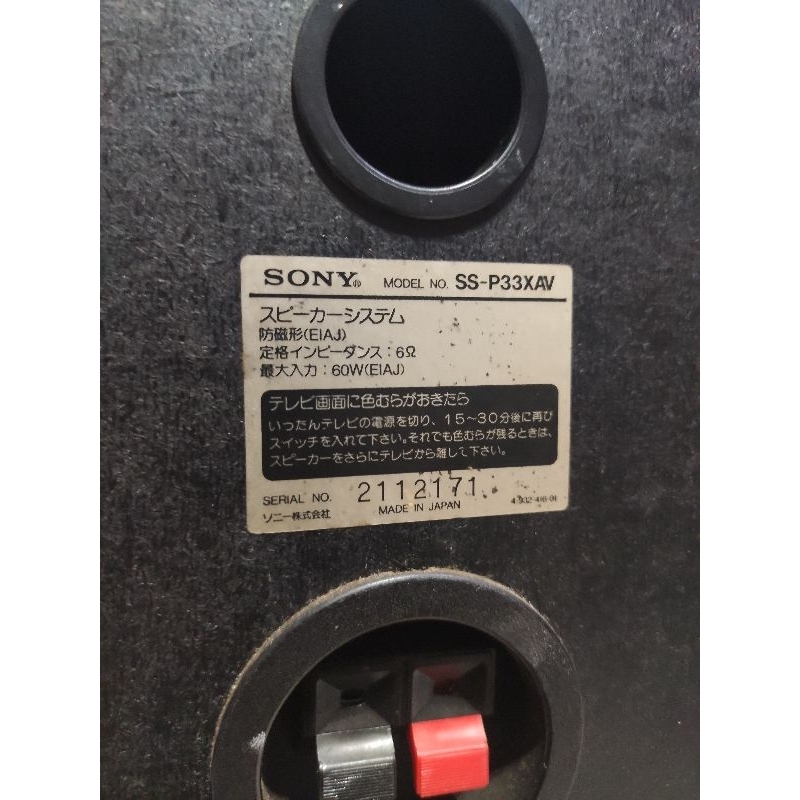 SONY® MODEL NO. SS-P33XAV
スピーカーシステム
防磁形(EIAJ)
定格インピーダンス：6Ω
最大入力：60W(EIAJ)
テレビ画面に色むらがおきたら
いったんテレビの電源を切り、15～30分後に再び
スイッチを入れて下さい。それでも色むらが残るときは、
スピーカーをさらにテレビから離して下さい。
SERIAL NO. 2112171
ソニー株式会社 MADE IN JAPAN